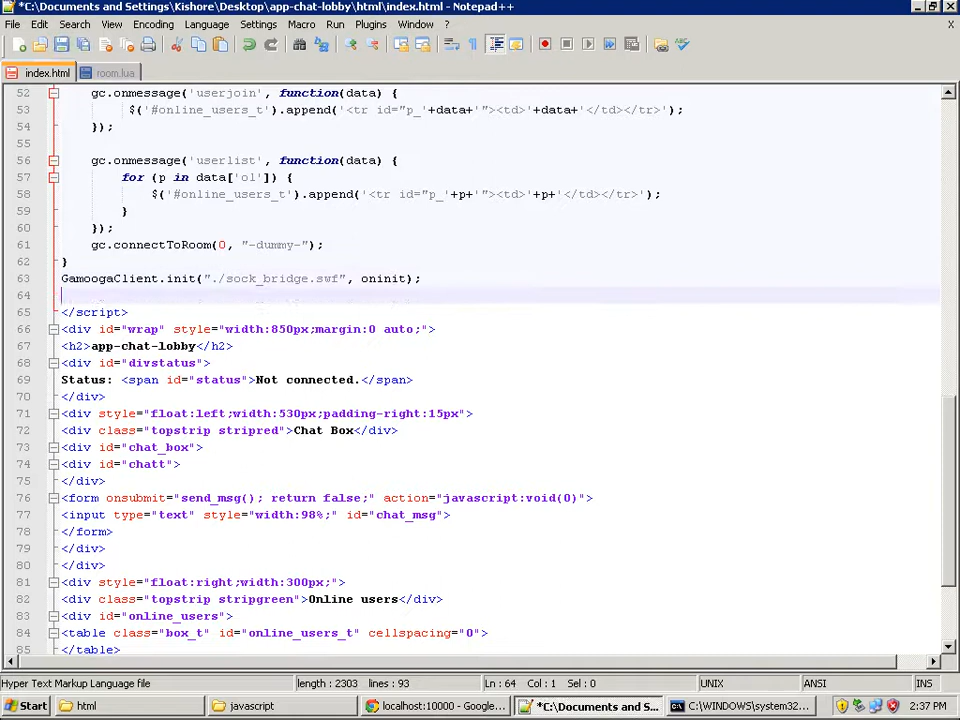 *C:\Documents and Settings\Kishore\Desktop\app-chat-lobby\html\index.html - Notepad++
File Edit Search View Encoding Language Settings Macro Run Plugins Window ? X
index.html room.lua
52 gc.onmessage('userjoin', function(data) {
53 $('#online_users_t').append('<tr id="p_'+data+'"><td>'+data+'</td></tr>');
54 });
55
56 gc.onmessage('userlist', function(data) {
57 for (p in data['ol']) {
58 $('#online_users_t').append('<tr id="p_'+p+'"><td>'+p+'</td></tr>');
59 }
60 });
61 gc.connectToRoom(0, "-dummy-");
62 }
63 GamoogaClient.init("./sock_bridge.swf", oninit);
64
65 </script>
66 <div id="wrap" style="width:850px;margin:0 auto;">
67 <h2>app-chat-lobby</h2>
68 <div id="divstatus">
69 Status: <span id="status">Not connected.</span>
70 </div>
71 <div style="float:left;width:530px;padding-right:15px">
72 <div class="topstrip stripred">Chat Box</div>
73 <div id="chat_box">
74 <div id="chatt">
75 </div>
76 <form onsubmit="send_msg(); return false;" action="javascript:void(0)">
77 <input type="text" style="width:98%;" id="chat_msg">
78 </form>
79 </div>
80 </div>
81 <div style="float:right;width:300px;">
82 <div class="topstrip stripgreen">Online users</div>
83 <div id="online_users">
84 <table class="box_t" id="online_users_t" cellspacing="0">
85 </table>
Hyper Text Markup Language file length : 2303 lines : 93 Ln : 64 Col : 1 Sel : 0 UNIX ANSI INS
Start html javascript localhost:10000 - Google... *C:\Documents and S... C:\WINDOWS\system32... 2:37 PM